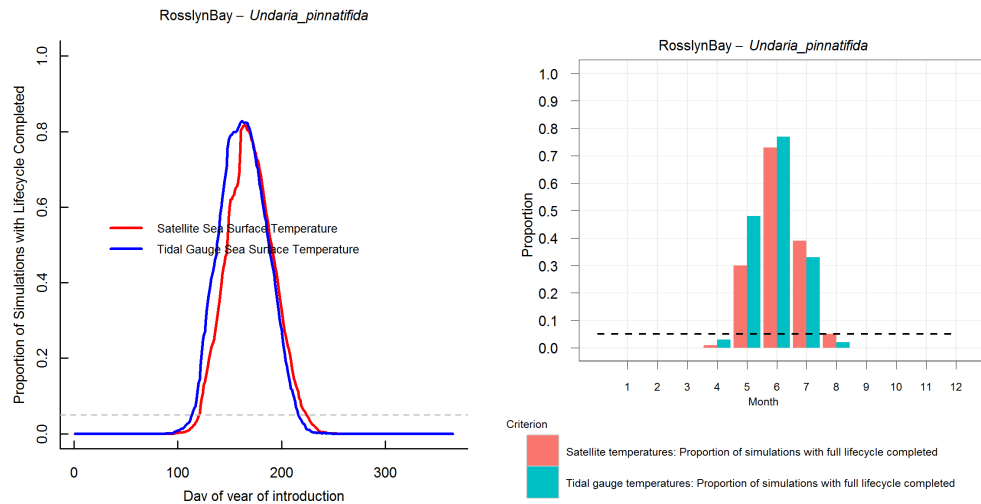 RosslynBay – Undaria_pinnatifida
Proportion of Simulations with Lifecycle Completed
1.0
0.8
0.6
0.4
0.2
0.0
Satellite Sea Surface Temperature
Tidal Gauge Sea Surface Temperature
0 100 200 300
Day of year of introduction
RosslynBay – Undaria_pinnatifida
Proportion
1.0
0.9
0.8
0.7
0.6
0.5
0.4
0.3
0.2
0.1
0.0
1 2 3 4 5 6 7 8 9 10 11 12
Month
Criterion
Satellite temperatures: Proportion of simulations with full lifecycle completed
Tidal gauge temperatures: Proportion of simulations with full lifecycle completed